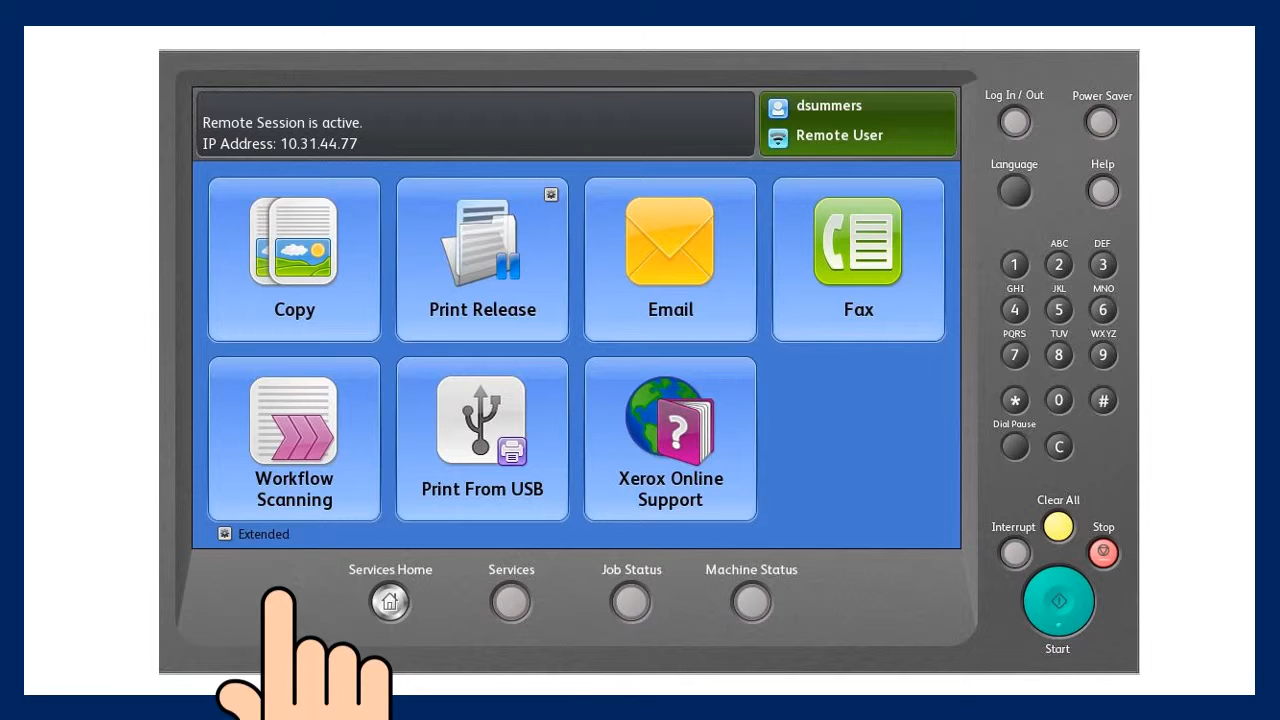 Remote Session is active.
IP Address: 10.31.44.77
dsummers
Remote User
Copy
Print Release
Email
Fax
Workflow
Scanning
Print From USB
Xerox Online
Support
?
Extended
Services Home
Services
Job Status
Machine Status
Log In / Out
Power Saver
Language
Help
ABC
DEF
1
2
3
GHI
JKL
MNO
4
5
6
PQRS
TUV
WXYZ
7
8
9
*
0
#
Dial Pause
C
Clear All
Interrupt
Stop
Start